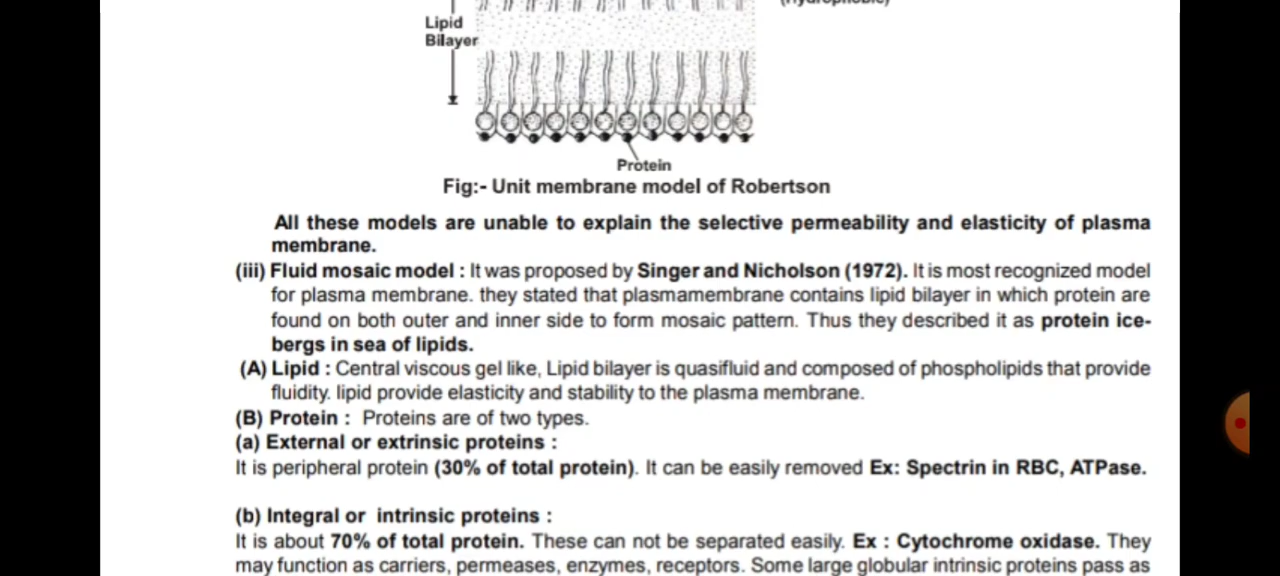 (Hydrophobic)
Lipid
Bilayer
Protein
Fig:- Unit membrane model of Robertson
All these models are unable to explain the selective permeability and elasticity of plasma
membrane.
(iii) Fluid mosaic model : It was proposed by Singer and Nicholson (1972). It is most recognized model
for plasma membrane. they stated that plasmamembrane contains lipid bilayer in which protein are
found on both outer and inner side to form mosaic pattern. Thus they described it as protein ice-
bergs in sea of lipids.
(A) Lipid : Central viscous gel like, Lipid bilayer is quasifluid and composed of phospholipids that provide
fluidity. lipid provide elasticity and stability to the plasma membrane.
(B) Protein : Proteins are of two types.
(a) External or extrinsic proteins :
It is peripheral protein (30% of total protein). It can be easily removed Ex: Spectrin in RBC, ATPase.
(b) Integral or intrinsic proteins :
It is about 70% of total protein. These can not be separated easily. Ex : Cytochrome oxidase. They
may function as carriers, permeases, enzymes, receptors. Some large globular intrinsic proteins pass as